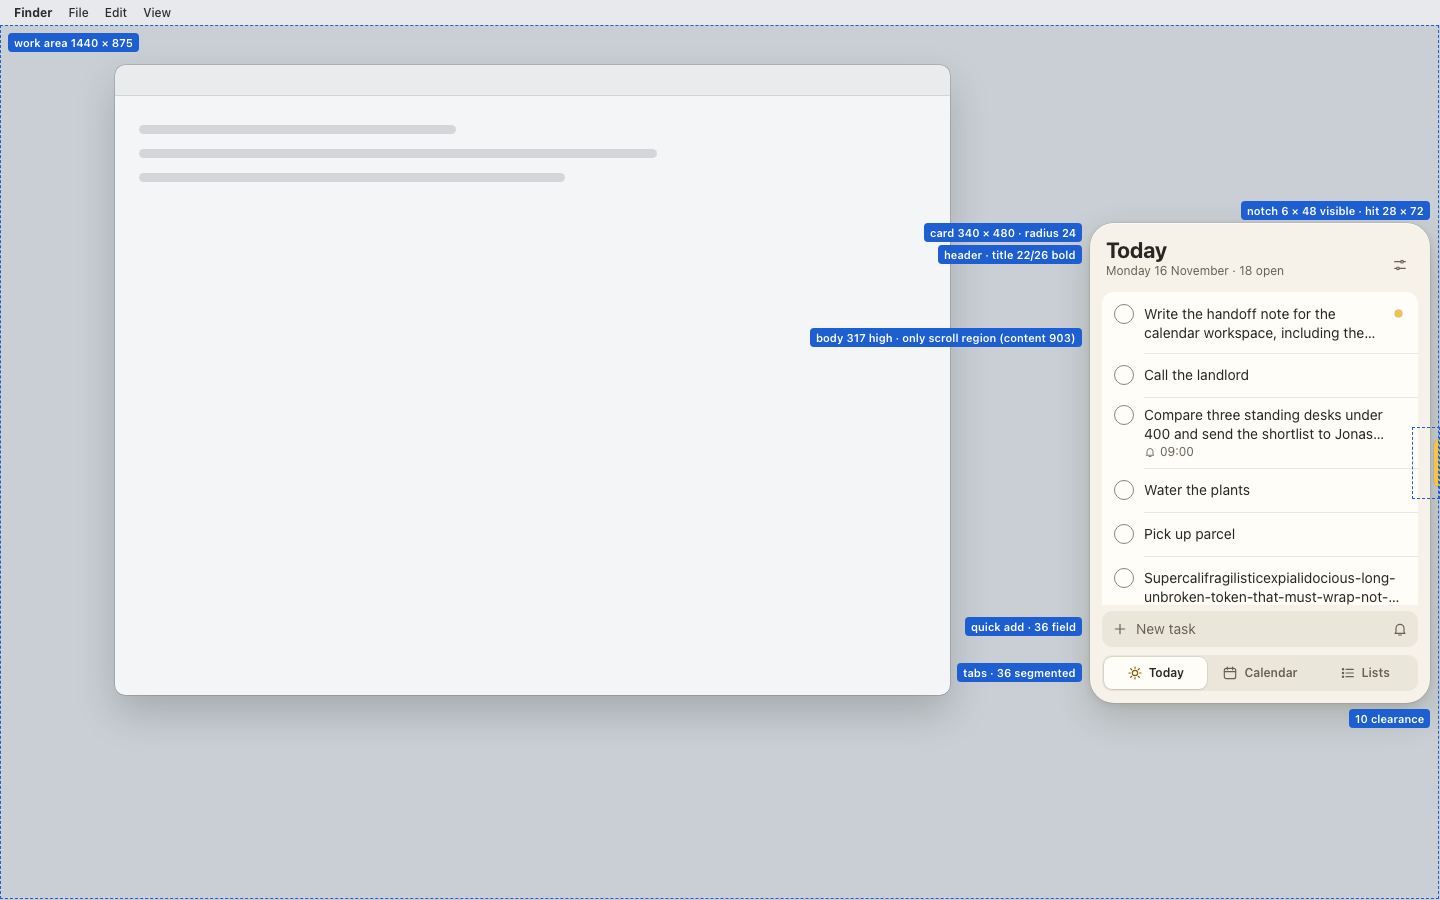 Finder File Edit View
work area 1440 × 875
notch 6 × 48 visible · hit 28 × 72
card 340 × 480 · radius 24
header · title 22/26 bold
Today
Monday 16 November · 18 open
Write the handoff note for the
calendar workspace, including the...
body 317 high · only scroll region (content 903)
Call the landlord
Compare three standing desks under
400 and send the shortlist to Jonas...
09:00
Water the plants
Pick up parcel
Supercalifragilisticexpialidocious-long-
unbroken-token-that-must-wrap-not-...
quick add · 36 field
New task
tabs · 36 segmented
Today Calendar Lists
10 clearance